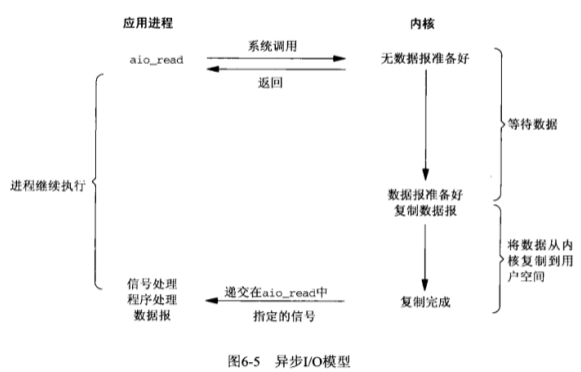 应用进程
内核
系统调用
aio_read
无数据报准备好
返回
等待数据
进程继续执行
数据报准备好
复制数据报
将数据从内
核复制到用
户空间
信号处理
程序处理
数据报
递交在aio_read中
指定的信号
复制完成
图6-5 异步I/O模型